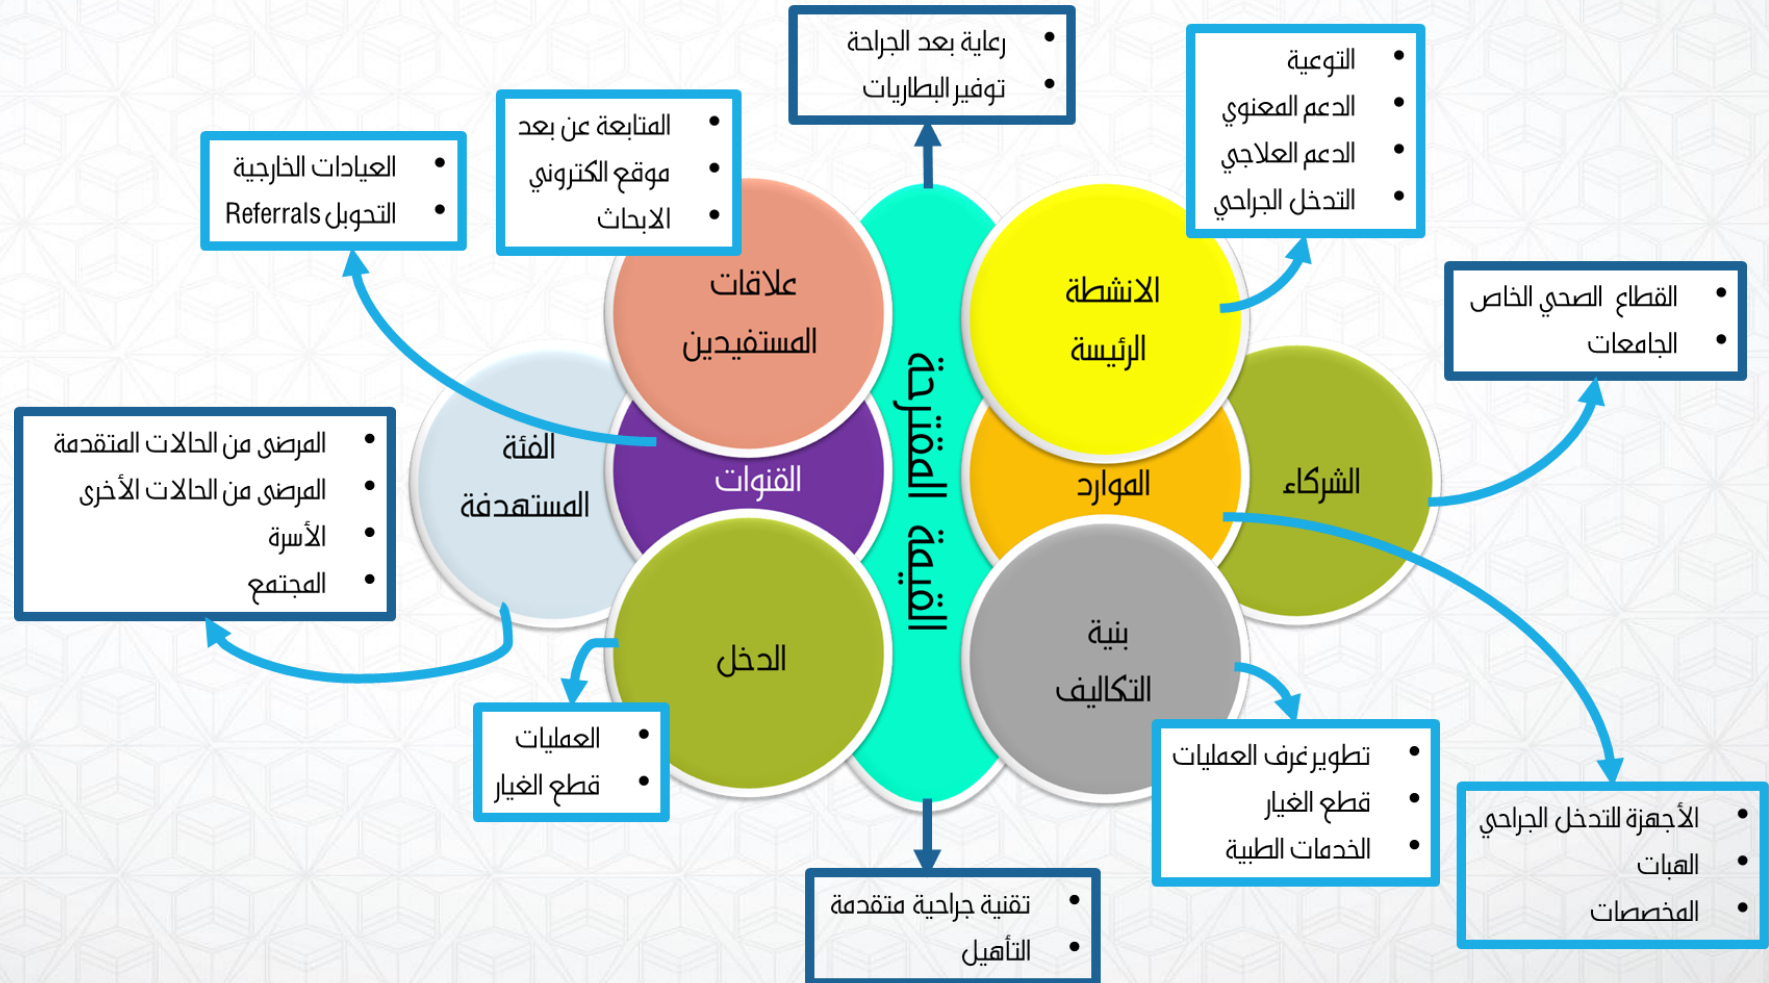 رعاية بعد الجراحة
توفير البطاريات
التوعية
الدعم المعنوي
الدعم العلاجي
التدخل الجراحي
المتابعة عن بعد
موقع الكتروني
الابحاث
العيادات الخارجية
التحويل Referrals
القطاع الصحي الخاص
الجامعات
الانشطة
الرئيسة
علاقات
المستفيدين
القيمة المقترحة
الشركاء
الموارد
القنوات
الفئة
المستهدفة
المرضى من الحالات المتقدمة
المرضى من الحالات الأخرى
الأسرة
المجتمع
بنية
التكاليف
الدخل
العمليات
قطع الغيار
تطوير غرف العمليات
قطع الغيار
الخدمات الطبية
الأجهزة للتدخل الجراحي
الهبات
المخصصات
تقنية جراحية متقدمة
التأهيل